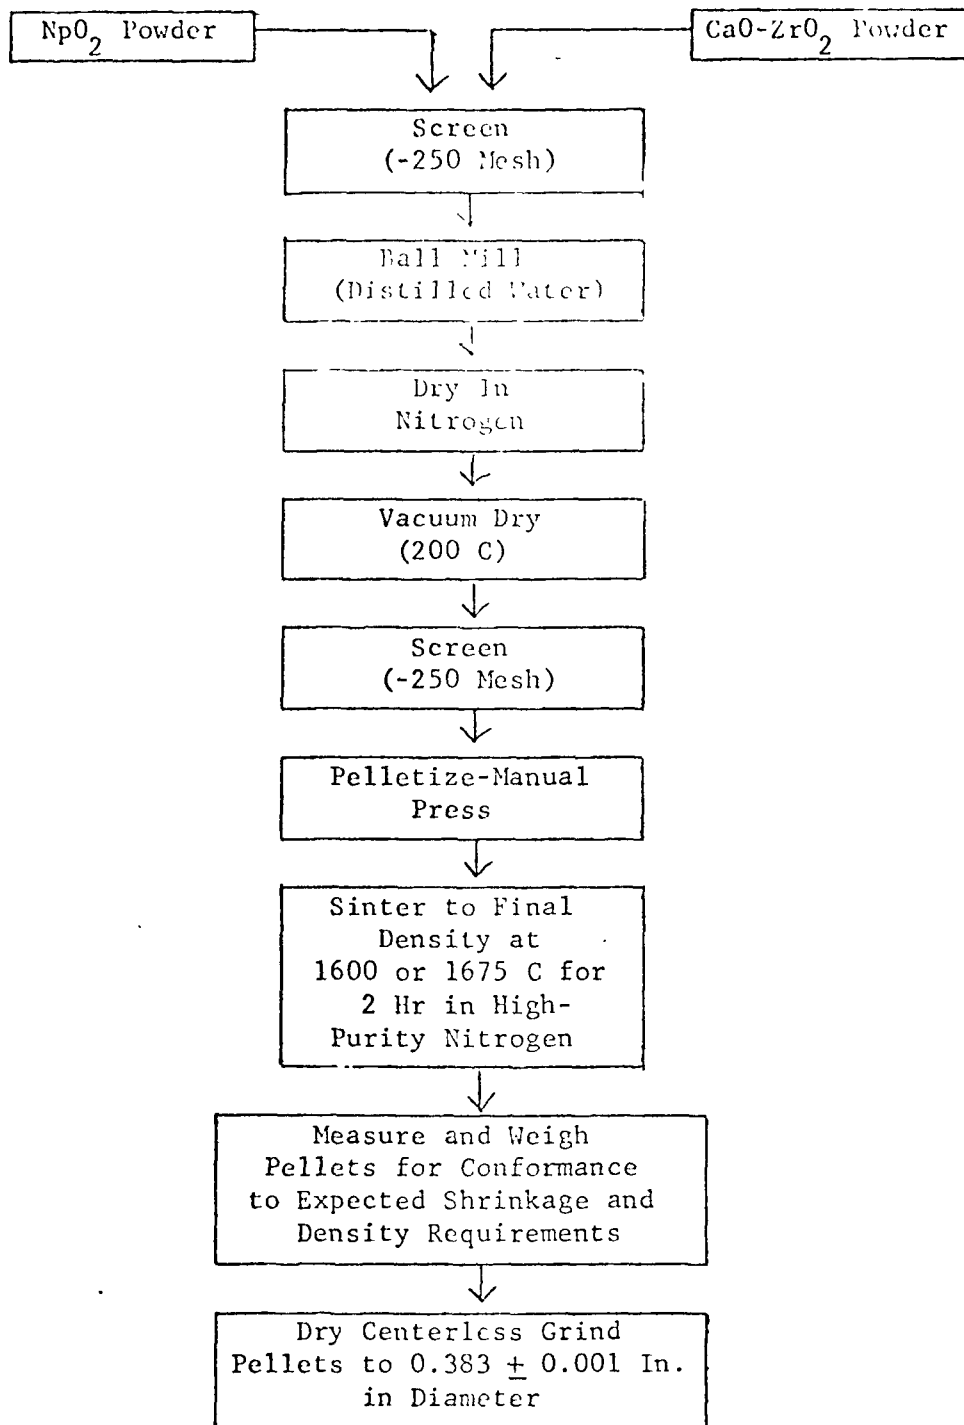 NpO2 Powder
CaO-ZrO2 Powder
Screen
(-250 Mesh)
Ball Mill
(Distilled Water)
Dry In
Nitrogen
Vacuum Dry
(200 C)
Screen
(-250 Mesh)
Pelletize-Manual
Press
Sinter to Final
Density at
1600 or 1675 C for
2 Hr in High-
Purity Nitrogen
Measure and Weigh
Pellets for Conformance
to Expected Shrinkage and
Density Requirements
Dry Centerless Grind
Pellets to 0.383 ± 0.001 In.
in Diameter